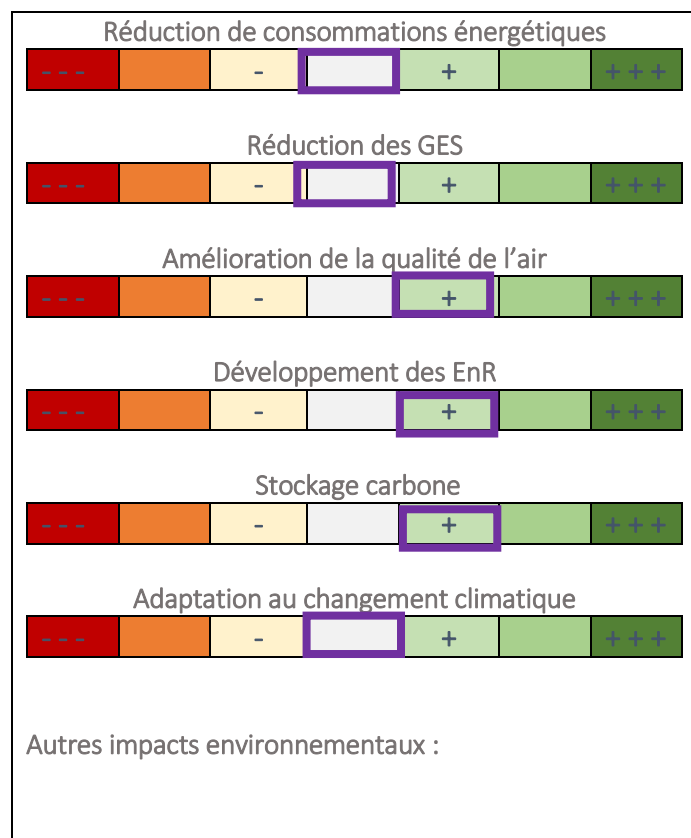 Réduction de consommations énergétiques
- - - - + + + +
Réduction des GES
- - - - + + + +
Amélioration de la qualité de l’air
- - - - + + + +
Développement des EnR
- - - - + + + +
Stockage carbone
- - - - + + + +
Adaptation au changement climatique
- - - - + + + +
Autres impacts environnementaux :